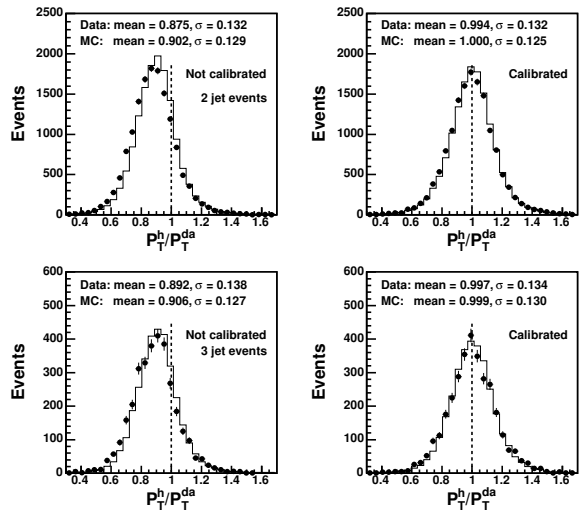 Data: mean = 0.875, σ = 0.132
MC: mean = 0.902, σ = 0.129
Not calibrated
2 jet events
Events
3500
3000
2500
2000
1500
1000
500
0
0.4 0.6 0.8 1 1.2 1.4 1.6
P_T^h/P_T^da
Data: mean = 0.994, σ = 0.132
MC: mean = 1.000, σ = 0.125
Calibrated
Events
2500
2000
1500
1000
500
0
0.4 0.6 0.8 1 1.2 1.4 1.6
P_T^h/P_T^da
Data: mean = 0.892, σ = 0.138
MC: mean = 0.906, σ = 0.127
Not calibrated
3 jet events
Events
600
500
400
300
200
100
0
0.4 0.6 0.8 1 1.2 1.4 1.6
P_T^h/P_T^da
Data: mean = 0.997, σ = 0.134
MC: mean = 0.999, σ = 0.130
Calibrated
Events
600
500
400
300
200
100
0
0.4 0.6 0.8 1 1.2 1.4 1.6
P_T^h/P_T^da